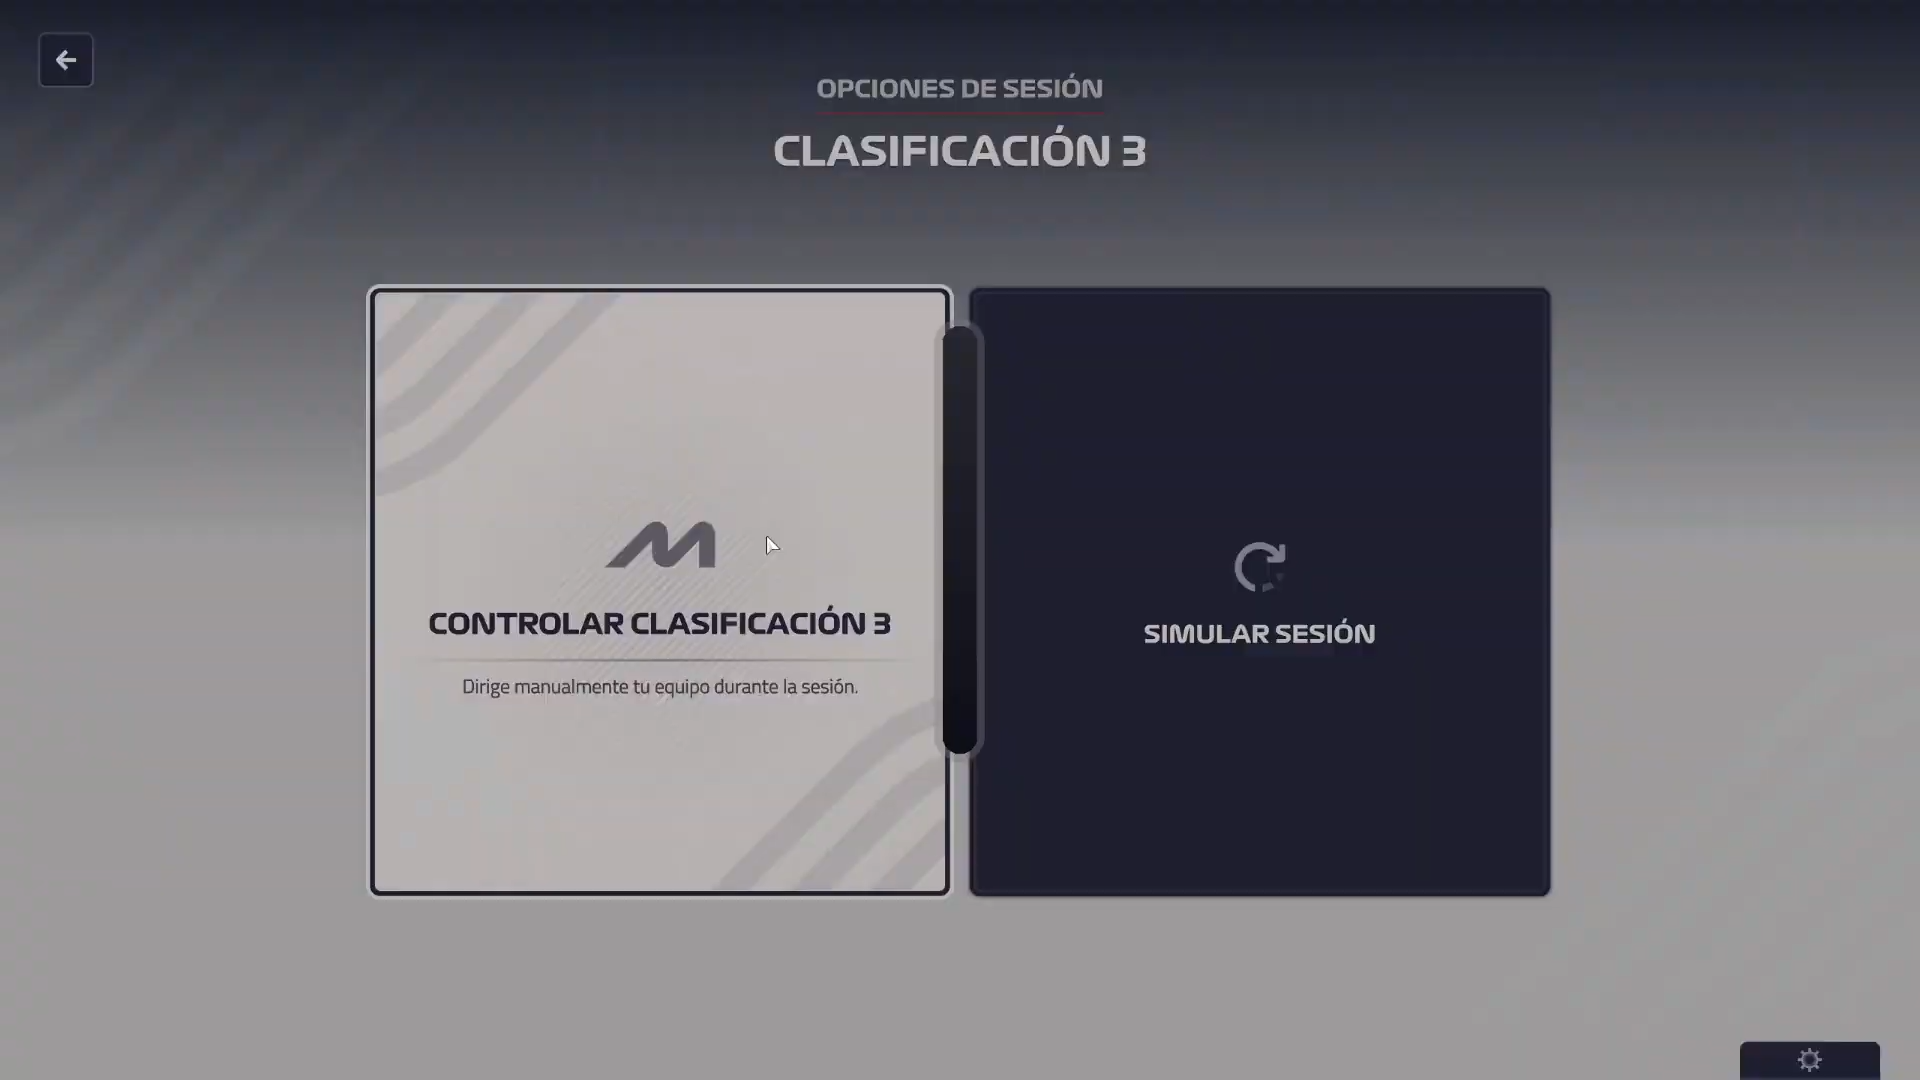 OPCIONES DE SESIÓN
CLASIFICACIÓN 3
CONTROLAR CLASIFICACIÓN 3
Dirige manualmente tu equipo durante la sesión.
SIMULAR SESIÓN